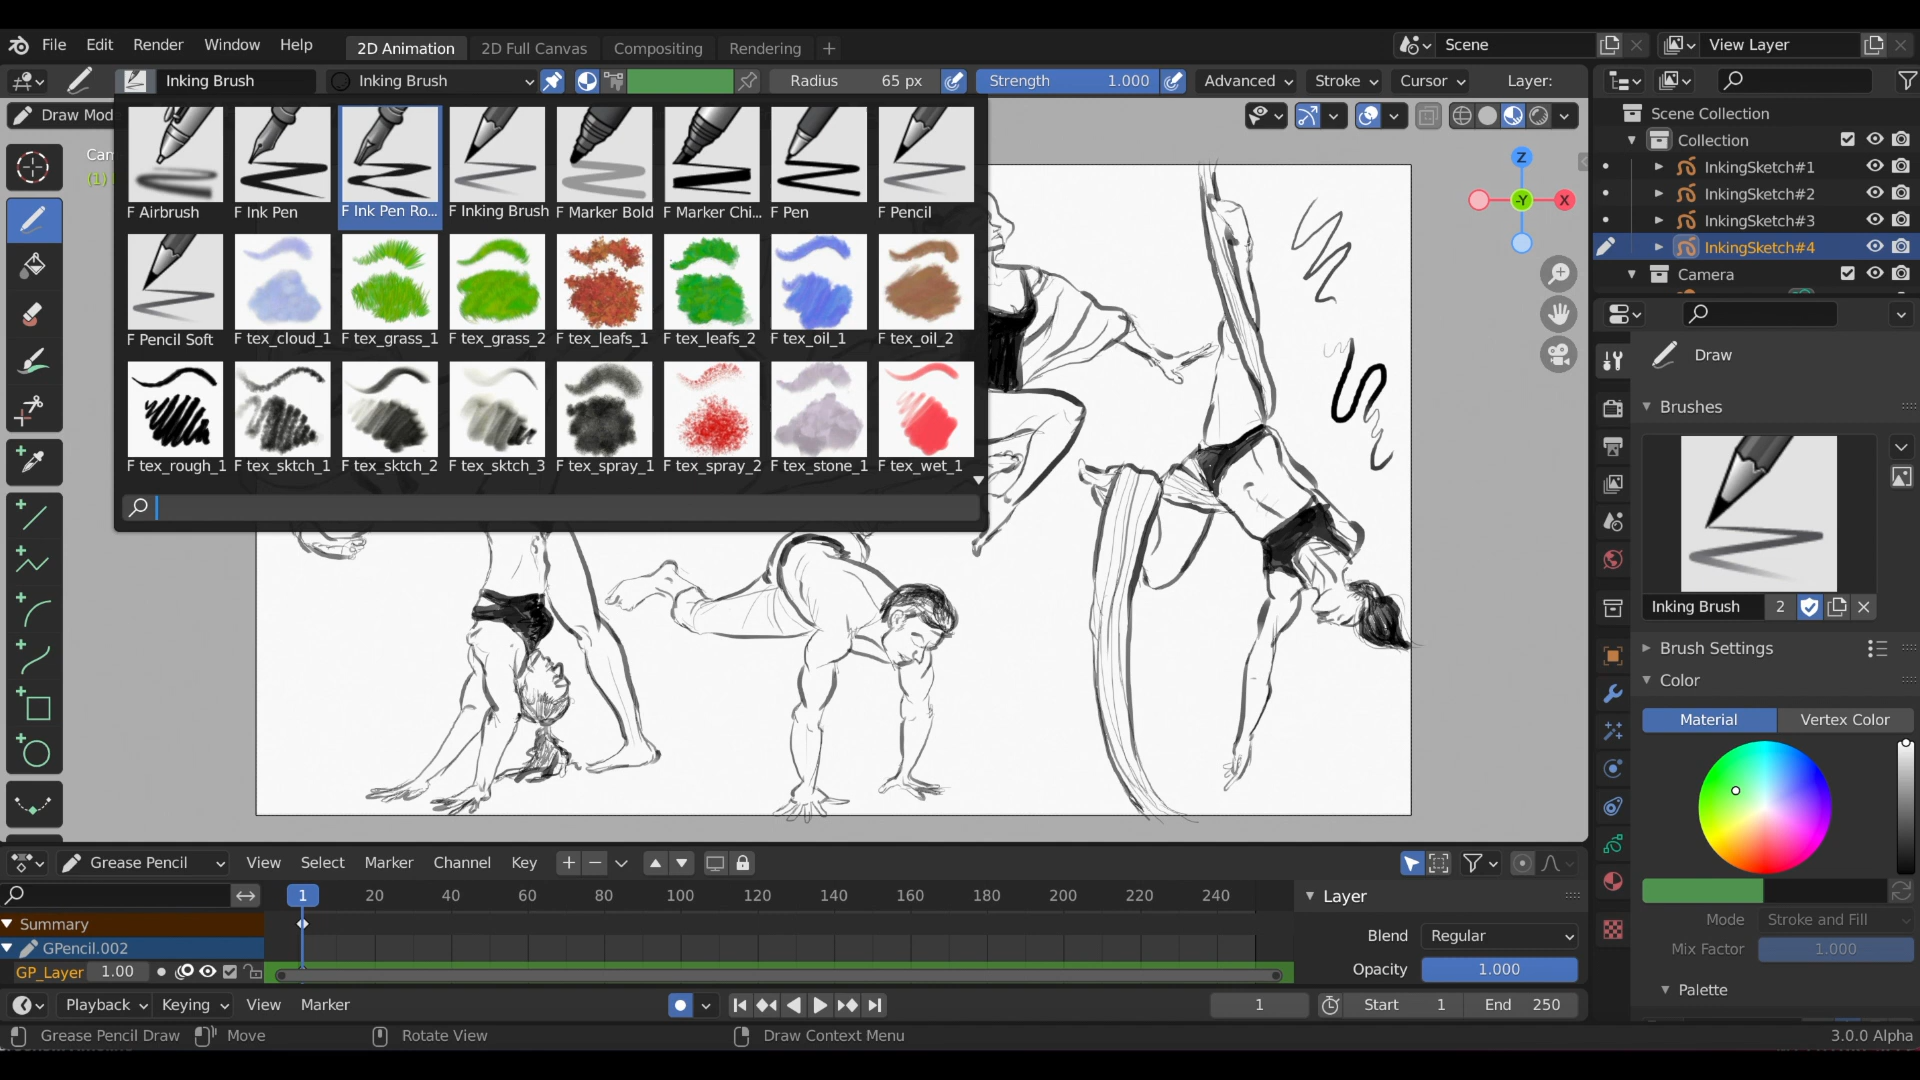 File Edit Render Window Help 2D Animation 2D Full Canvas Compositing Rendering + Scene View Layer
Inking Brush Inking Brush Radius 65 px Strength 1.000 Advanced Stroke Cursor Layer:
Draw Mod
Cam
(1)
F Airbrush F Ink Pen F Ink Pen Ro... F Inking Brush F Marker Bold F Marker Chi... F Pen F Pencil
F Pencil Soft F tex_cloud_1 F tex_grass_1 F tex_grass_2 F tex_leafs_1 F tex_leafs_2 F tex_oil_1 F tex_oil_2
F tex_rough_1 F tex_sktch_1 F tex_sktch_2 F tex_sktch_3 F tex_spray_1 F tex_spray_2 F tex_stone_1 F tex_wet_1
Z
-Y X
Scene Collection
Collection
InkingSketch#1
InkingSketch#2
InkingSketch#3
InkingSketch#4
Camera
Draw
Brushes
Inking Brush 2
Brush Settings
Color
Material Vertex Color
Mode Stroke and Fill
Mix Factor 1.000
Palette
Grease Pencil View Select Marker Channel Key
1 20 40 60 80 100 120 140 160 180 200 220 240
Summary
GPencil.002
GP_Layer 1.00
Layer
Blend Regular
Opacity 1.000
Playback Keying View Marker 1 Start 1 End 250
Grease Pencil Draw Move Rotate View Draw Context Menu 3.0.0 Alpha